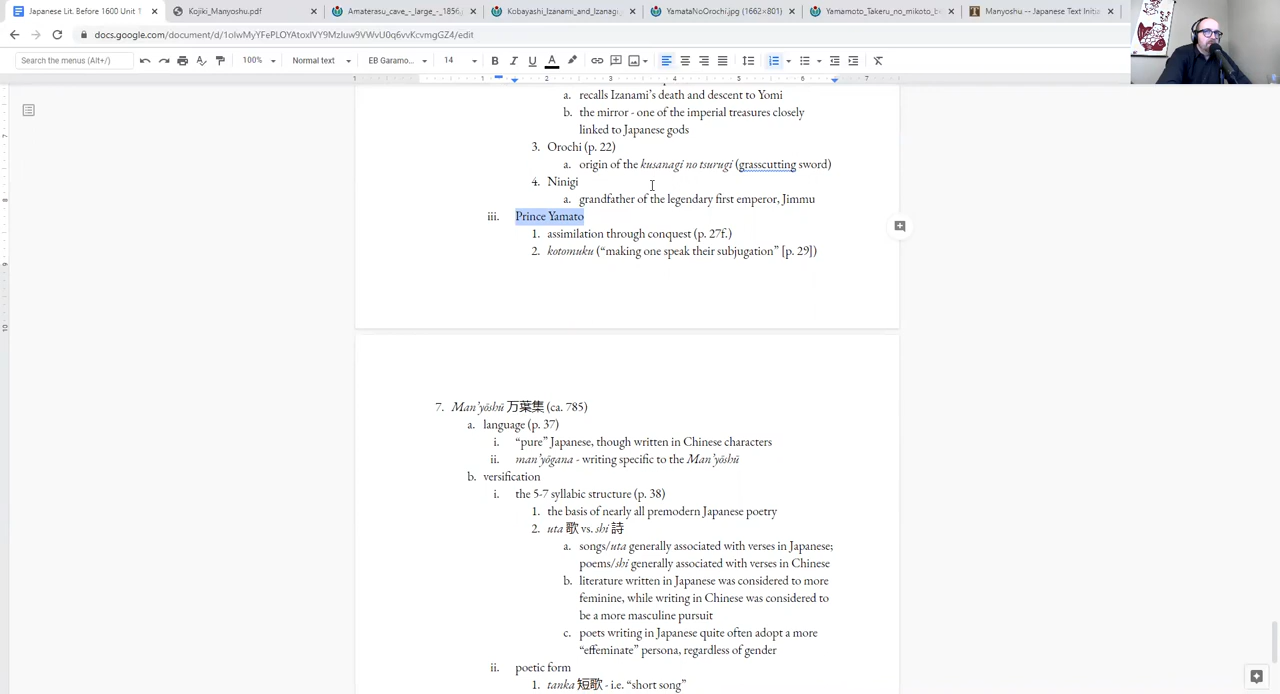 Japanese Lit. Before 1600 Unit 1
Kojiki_Manyoshu.pdf
Amaterasu_cave_-_large_-_1856.j
Kobayashi_Izanami_and_Izanagi
YamataNoOrochi.jpg (1662×801)
Yamamoto_Takeru_no_mikoto_b
Manyoshu -- Japanese Text Initia
docs.google.com/document/d/
Search the menus (Alt+/)
100%
Normal text
EB Garamo...
14
B I U A
1 1 2 3 4 5 6 7
a. recalls Izanami’s death and descent to Yomi
b. the mirror - one of the imperial treasures closely
linked to Japanese gods
3. Orochi (p. 22)
a. origin of the kusanagi no tsurugi (grasscutting sword)
4. Ninigi
a. grandfather of the legendary first emperor, Jimmu
iii. Prince Yamato
1. assimilation through conquest (p. 27f.)
2. kotomuku (“making one speak their subjugation” [p. 29])
7. Man’yōshū 万葉集 (ca. 785)
a. language (p. 37)
i. “pure” Japanese, though written in Chinese characters
ii. man’yōgana - writing specific to the Man’yōshū
b. versification
i. the 5-7 syllabic structure (p. 38)
1. the basis of nearly all premodern Japanese poetry
2. uta 歌 vs. shi 詩
a. songs/uta generally associated with verses in Japanese;
poems/shi generally associated with verses in Chinese
b. literature written in Japanese was considered to more
feminine, while writing in Chinese was considered to
be a more masculine pursuit
c. poets writing in Japanese quite often adopt a more
“effeminate” persona, regardless of gender
ii. poetic form
1. tanka 短歌 - i.e. “short song”